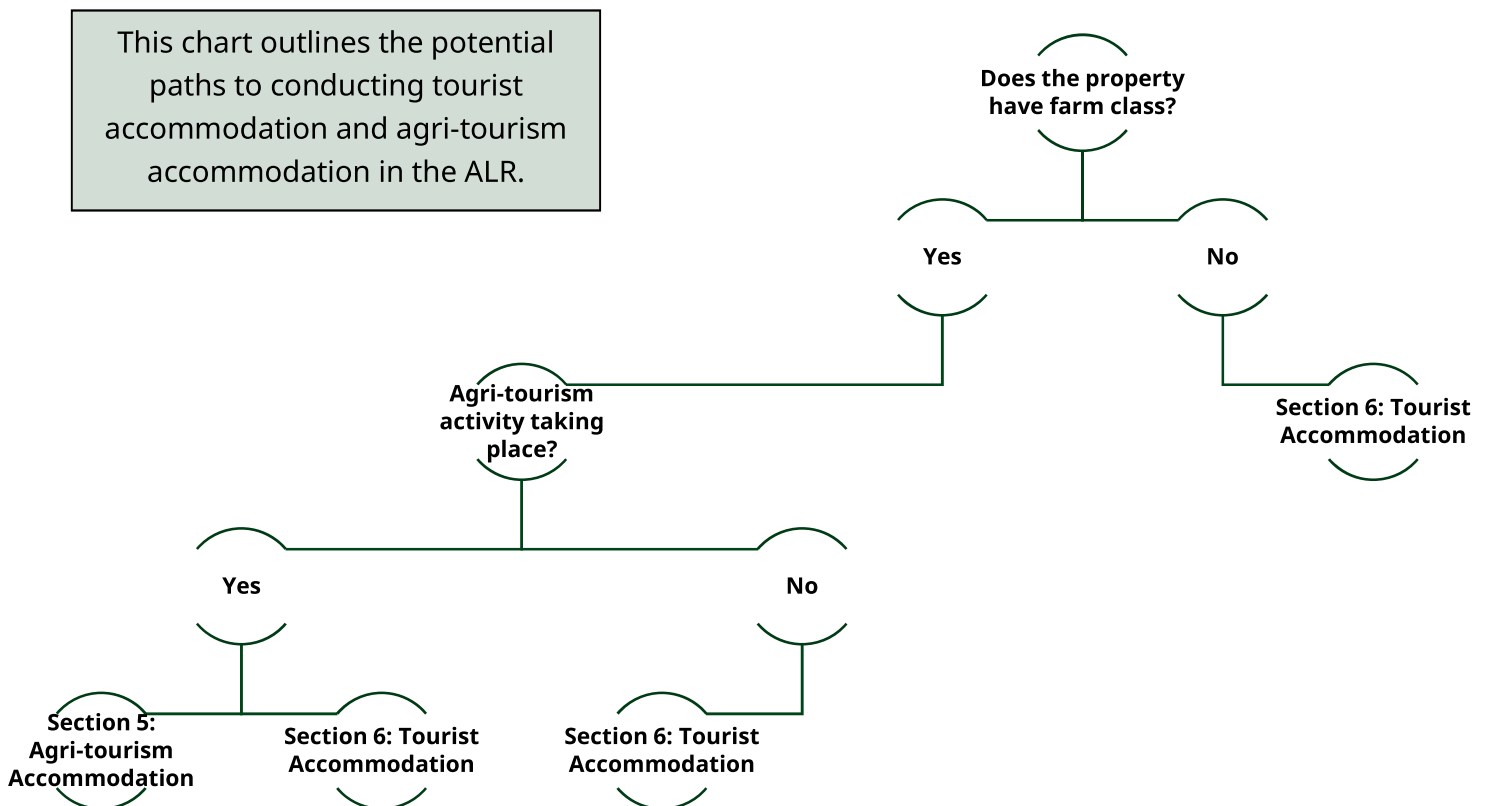 This chart outlines the potential
paths to conducting tourist
accommodation and agri-tourism
accommodation in the ALR.
Does the property
have farm class?
Yes
No
Agri-tourism
activity taking
place?
Section 6: Tourist
Accommodation
Yes
No
Section 5:
Agri-tourism
Accommodation
Section 6: Tourist
Accommodation
Section 6: Tourist
Accommodation